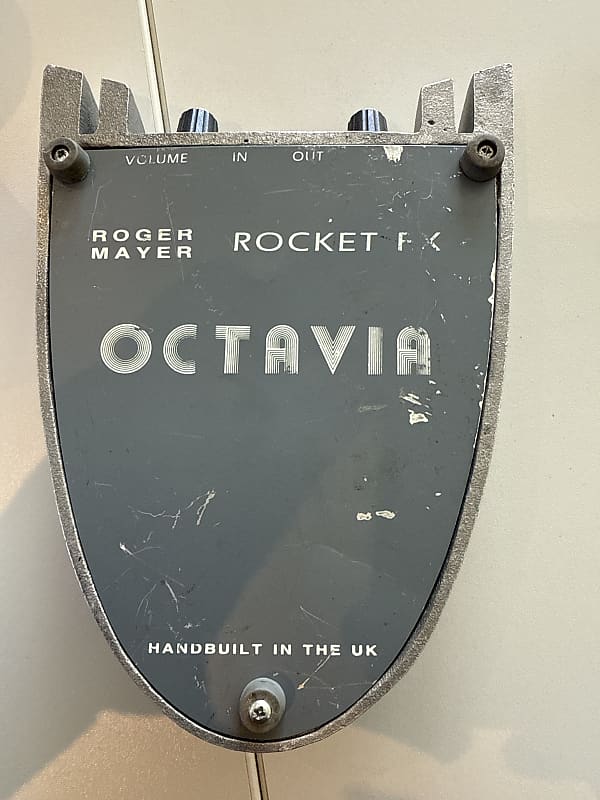 VOLUME IN OUT
ROGER MAYER
ROCKET FX
OCTAVIA
HANDBUILT IN THE UK